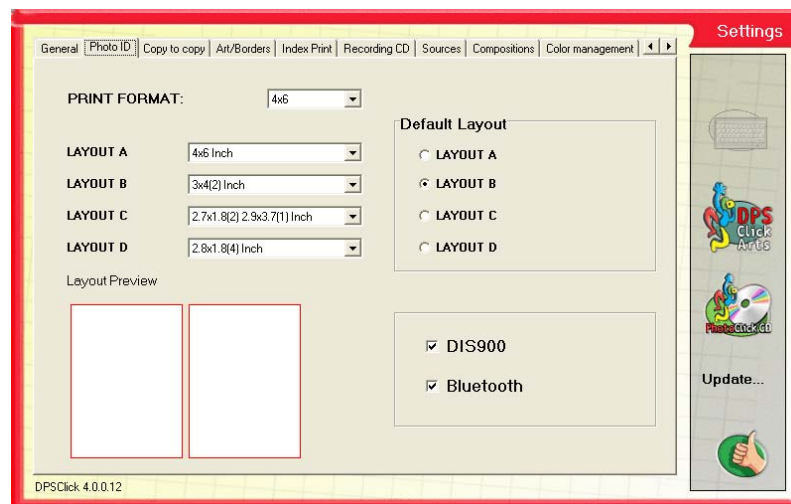 Settings
General Photo ID Copy to copy Art/Borders Index Print Recording CD Sources Compositions Color management
PRINT FORMAT: 4x6
LAYOUT A 4x6 Inch
LAYOUT B 3x4(2) Inch
LAYOUT C 2.7x1.8(2) 2.9x3.7(1) Inch
LAYOUT D 2.8x1.8(4) Inch
Layout Preview
Default Layout
LAYOUT A
LAYOUT B
LAYOUT C
LAYOUT D
DIS900
Bluetooth
DPS
Click
Arts
PhotoClick CD
Update...
DPSClick 4.0.0.12